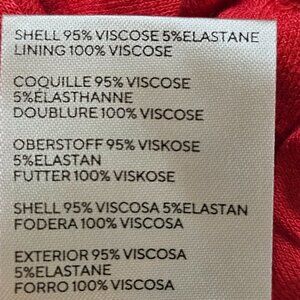 SHELL 95% VISCOSE 5%ELASTANE
LINING 100% VISCOSE
COQUILLE 95% VISCOSE
5%ÉLASTHANNE
DOUBLURE 100% VISCOSE
OBERSTOFF 95% VISKOSE
5%ELASTAN
FUTTER 100% VISKOSE
SHELL 95% VISCOSA 5%ELASTAN
FODERA 100% VISCOSA
EXTERIOR 95% VISCOSA
5%ELASTANE
FORRO 100% VISCOSA